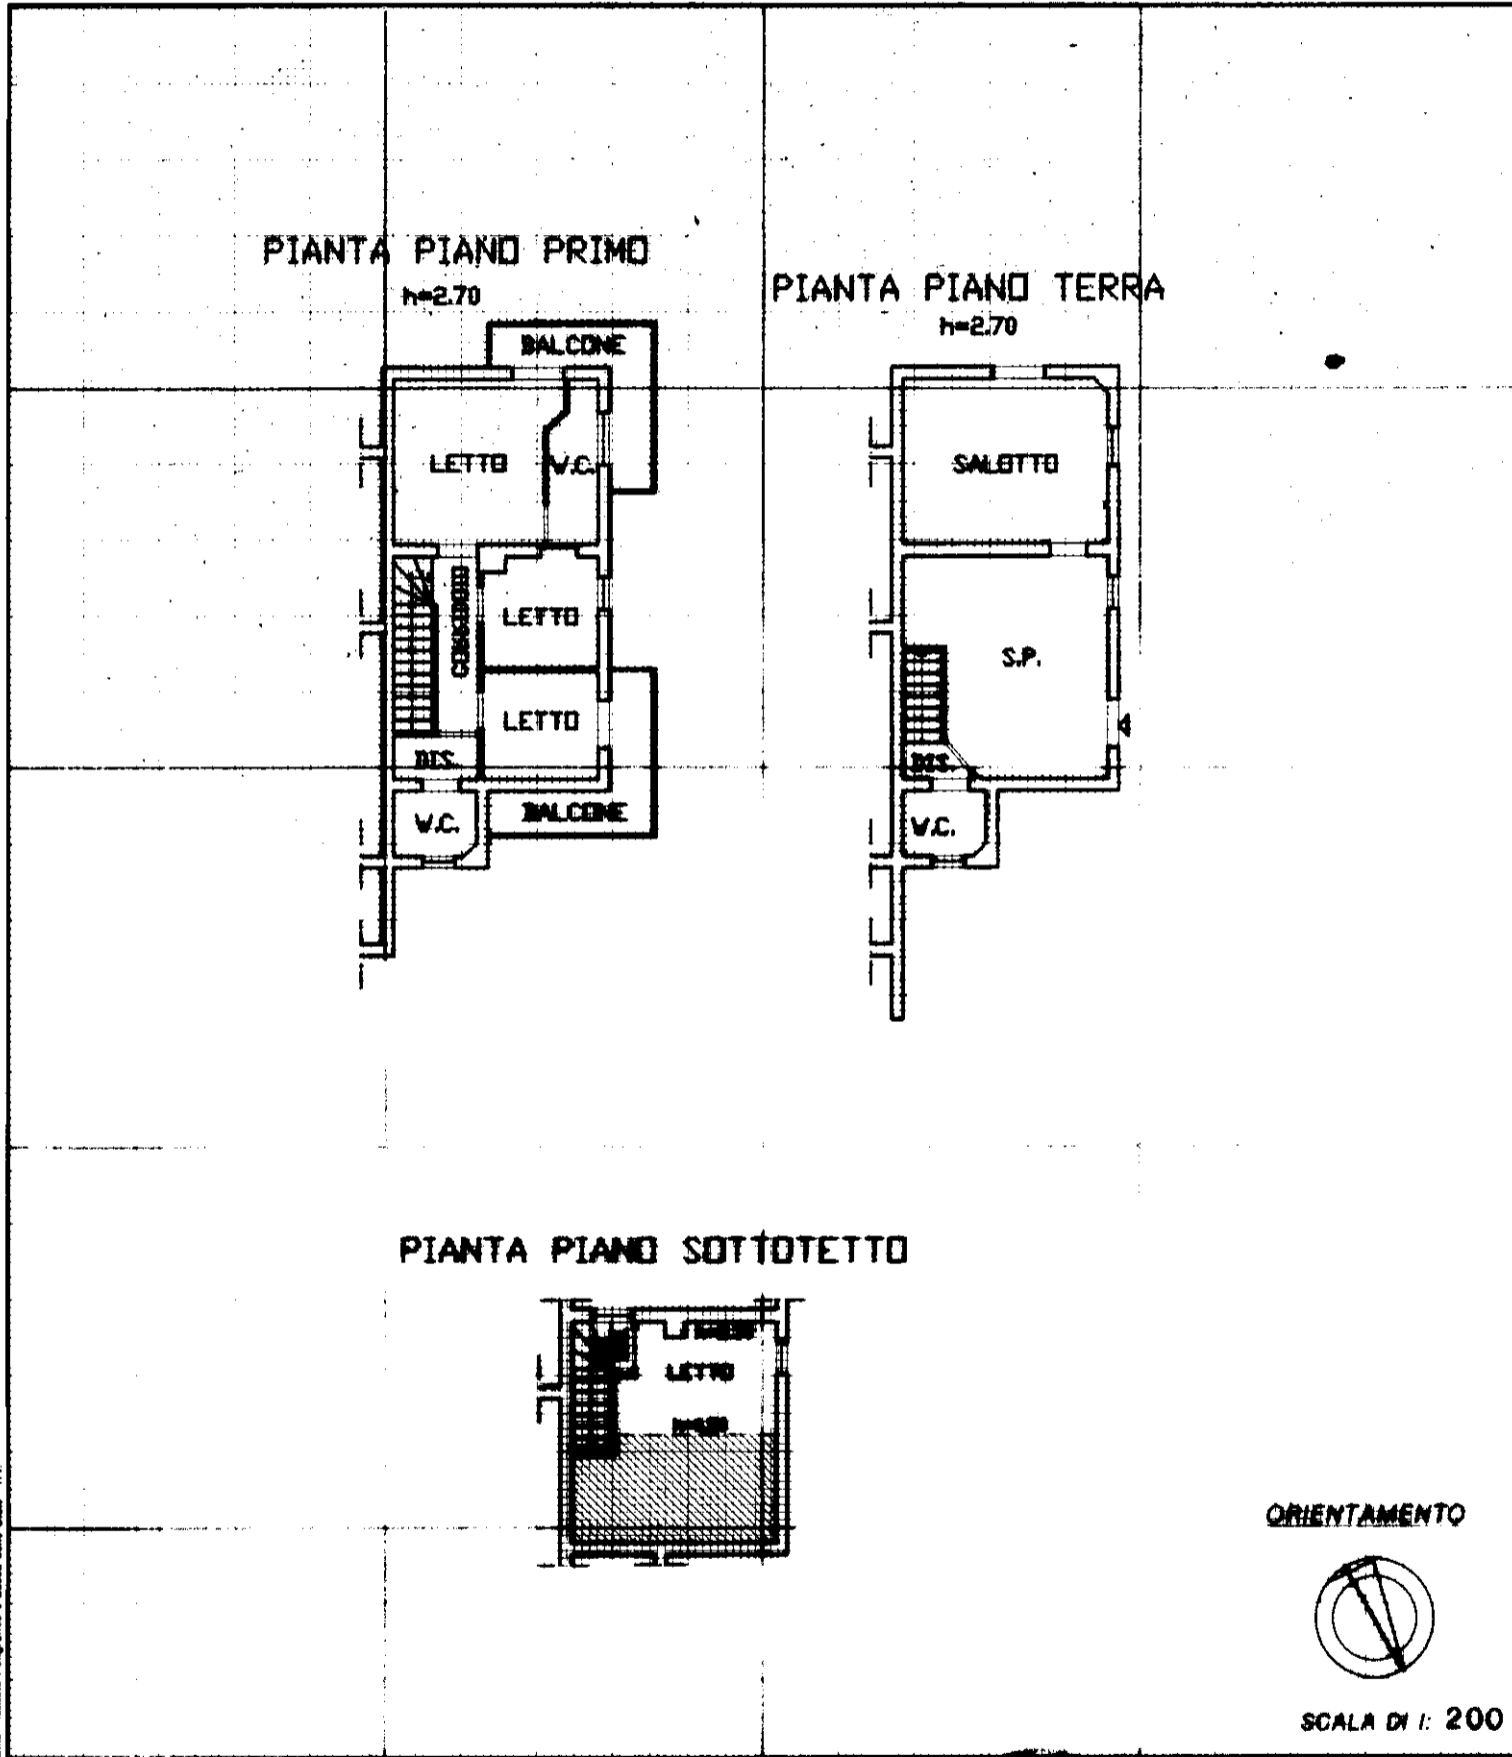 PIANTA PIANO PRIMO
h=2.70
BALCONE
LETTO
W.C.
CORRIDOIO
LETTO
LETTO
DIS.
W.C.
BALCONE
PIANTA PIANO TERRA
h=2.70
SALOTTO
S.P.
DIS.
W.C.
PIANTA PIANO SOTTOTETTO
LETTO
ORIENTAMENTO
SCALA DI 1: 200